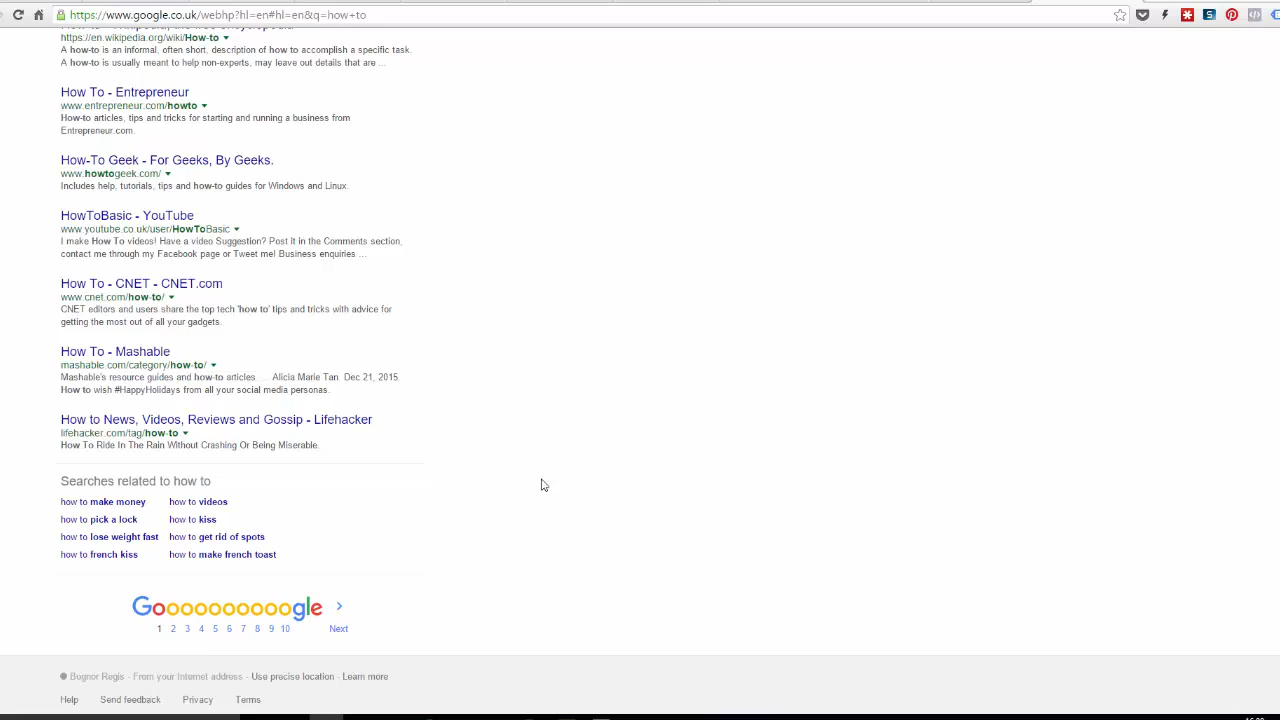 https://www.google.co.uk/webhp?hl=en#hl=en&q=how+to
https://en.wikipedia.org/wiki/How-to
A how-to is an informal, often short, description of how to accomplish a specific task.
A how-to is usually meant to help non-experts, may leave out details that are ...
How To - Entrepreneur
www.entrepreneur.com/howto
How-to articles, tips and tricks for starting and running a business from
Entrepreneur.com.
How-To Geek - For Geeks, By Geeks.
www.howtogeek.com/
Includes help, tutorials, tips and how-to guides for Windows and Linux.
HowToBasic - YouTube
www.youtube.co.uk/user/HowToBasic
I make How To videos! Have a video Suggestion? Post it in the Comments section,
contact me through my Facebook page or Tweet me! Business enquiries ...
How To - CNET - CNET.com
www.cnet.com/how-to/
CNET editors and users share the top tech 'how to' tips and tricks with advice for
getting the most out of all your gadgets.
How To - Mashable
mashable.com/category/how-to/
Mashable's resource guides and how-to articles ... Alicia Marie Tan. Dec 21, 2015.
How to wish #HappyHolidays from all your social media personas.
How to News, Videos, Reviews and Gossip - Lifehacker
lifehacker.com/tag/how-to
How To Ride In The Rain Without Crashing Or Being Miserable.
Searches related to how to
how to make money how to videos
how to pick a lock how to kiss
how to lose weight fast how to get rid of spots
how to french kiss how to make french toast
Goooooooooogle
1 2 3 4 5 6 7 8 9 10 Next
Bognor Regis - From your Internet address - Use precise location - Learn more
Help Send feedback Privacy Terms